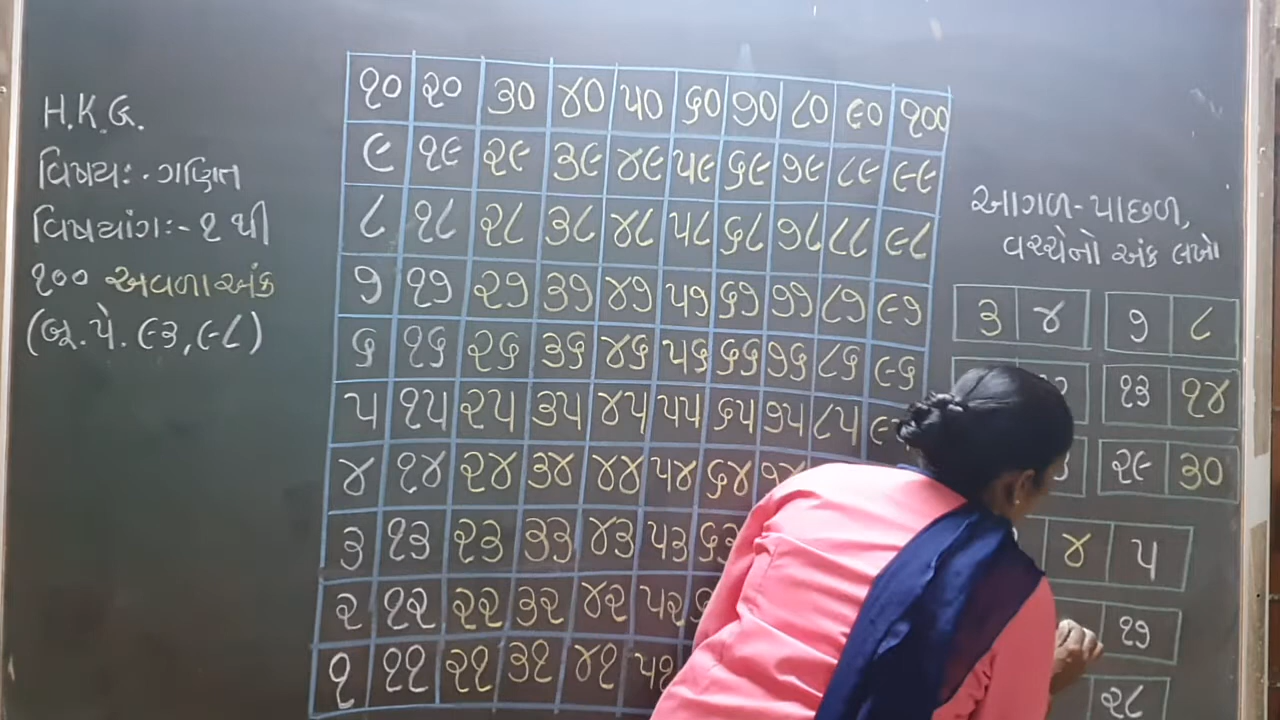 H.K.G.
વિષયઃ-ગણિત
વિષયાંગઃ-૧ થી
૧૦૦ અવળા અંક
(બૂ.પે.૯૩,૯૮)
૧૦ ૨૦ ૩૦ ૪૦ ૫૦ ૬૦ ૭૦ ૮૦ ૯૦ ૧૦૦
૯ ૧૯ ૨૯ ૩૯ ૪૯ ૫૯ ૬૯ ૭૯ ૮૯ ૯૯
૮ ૧૮ ૨૮ ૩૮ ૪૮ ૫૮ ૬૮ ૭૮ ૮૮ ૯૮
૭ ૧૭ ૨૭ ૩૭ ૪૭ ૫૭ ૬૭ ૭૭ ૮૭ ૯૭
૬ ૧૬ ૨૬ ૩૬ ૪૬ ૫૬ ૬૬ ૭૬ ૮૬ ૯૬
૫ ૧૫ ૨૫ ૩૫ ૪૫ ૫૫ ૬૫ ૭૫ ૮૫
૪ ૧૪ ૨૪ ૩૪ ૪૪ ૫૪ ૬૪ ૭૪
૩ ૧૩ ૨૩ ૩૩ ૪૩ ૫૩ ૬૩
૨ ૧૨ ૨૨ ૩૨ ૪૨ ૫૨
૧ ૧૧ ૨૧ ૩૧ ૪૧ ૫૧
આગળ-પાછળ,
વચ્ચેનો અંક લખો
૩ ૪ ૭ ૮
૧૩ ૧૪
૨૯ ૩૦
૪ ૫
૧૭
૨૮